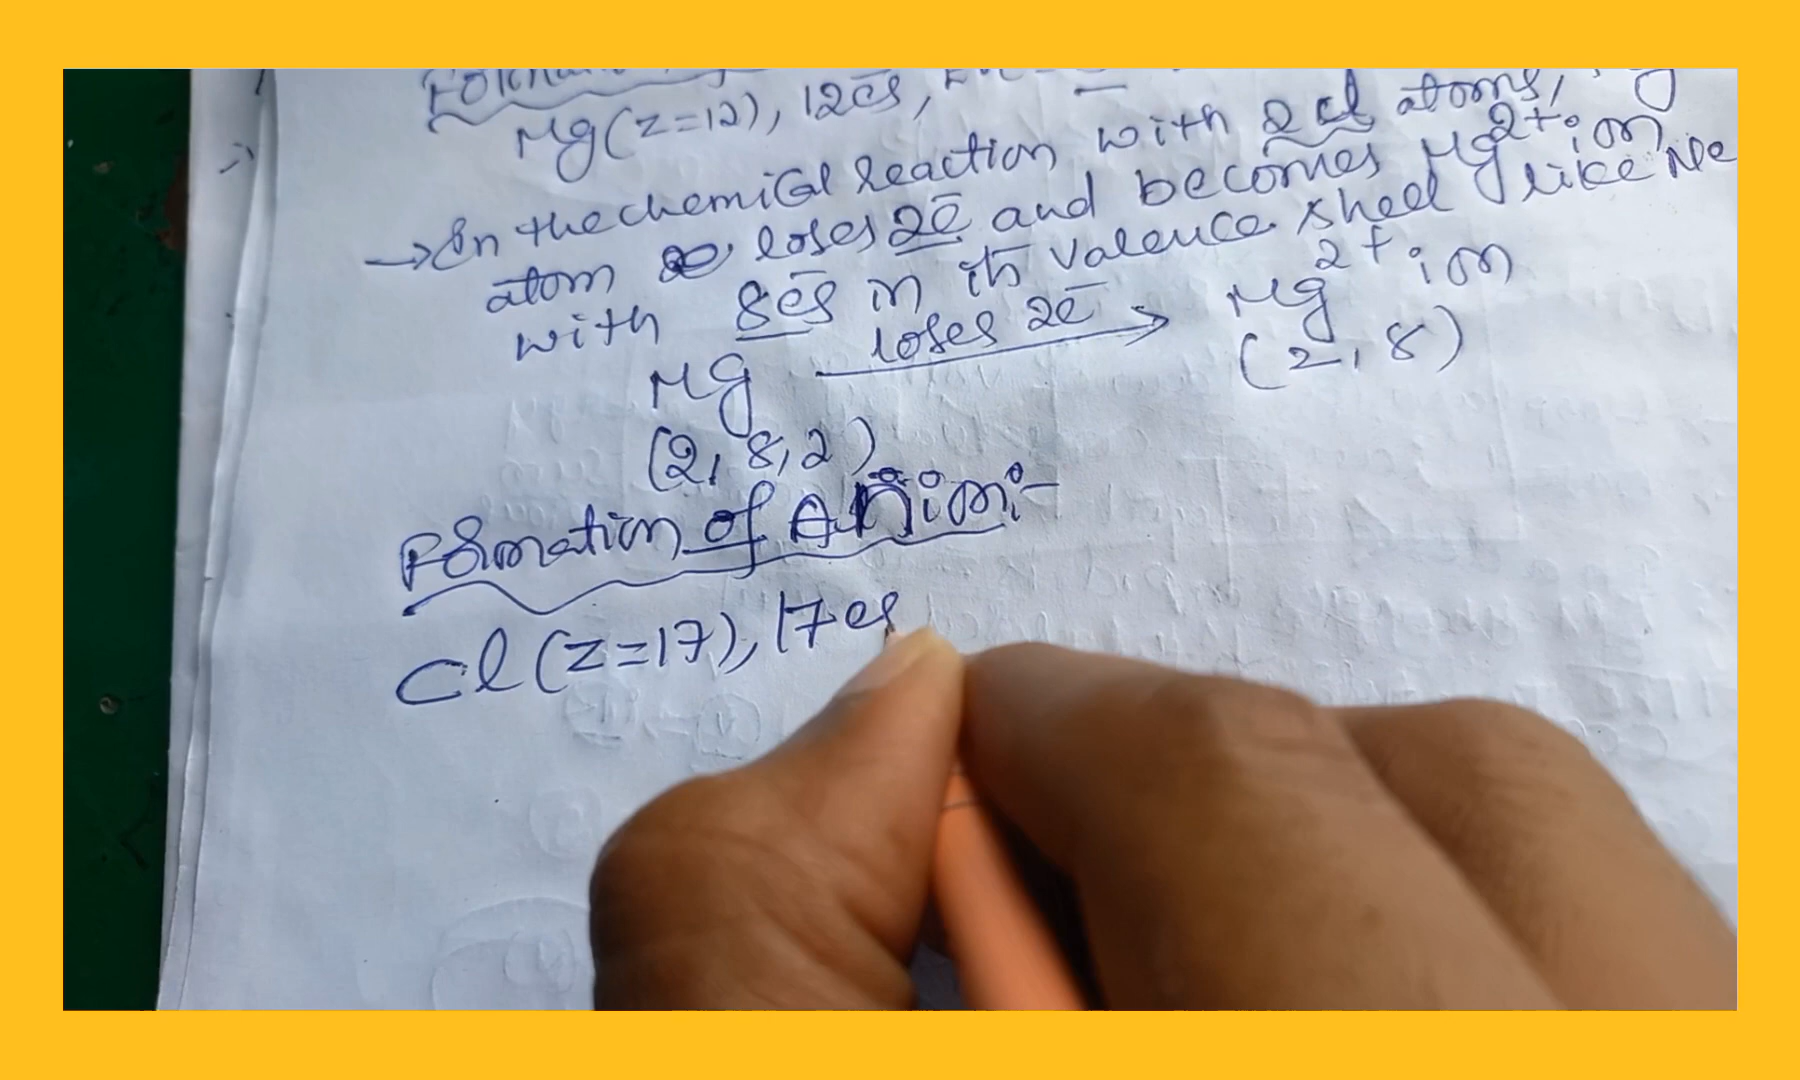 Mg(Z=12), 12ēs,
→ In the chemical reaction with 2 Cl atoms,
atom loses 2ē and becomes Mg2+ ion
with 8ēs in its valence shell like Ne
Mg loses 2ē → Mg2+ ion
(2, 8, 2) (2, 8)
Formation of Anion:-
Cl (Z=17), 17es